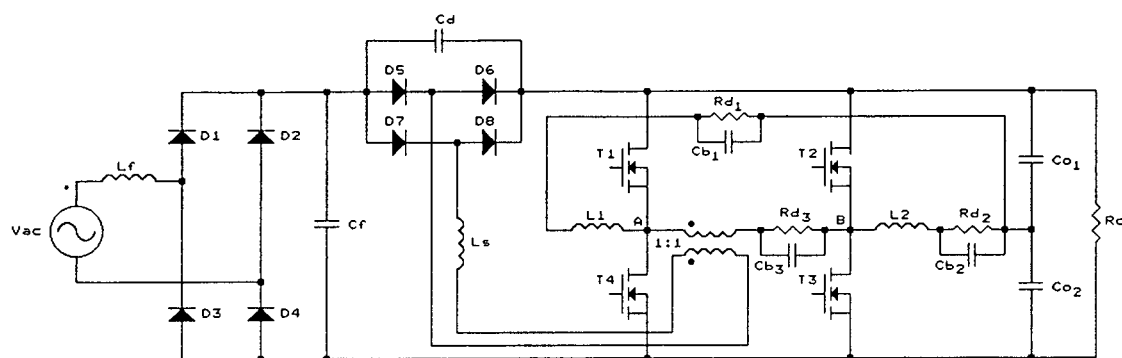 Cd
D5 D6
D7 D8
D1 D2
Lf
Vac
D3 D4
Cf
Ls
Rd1
Cb1
T1 T2
L1 A 1:1 Rd3 B L2 Rd2
Cb3 Cb2
T4 T3
Co1
Co2